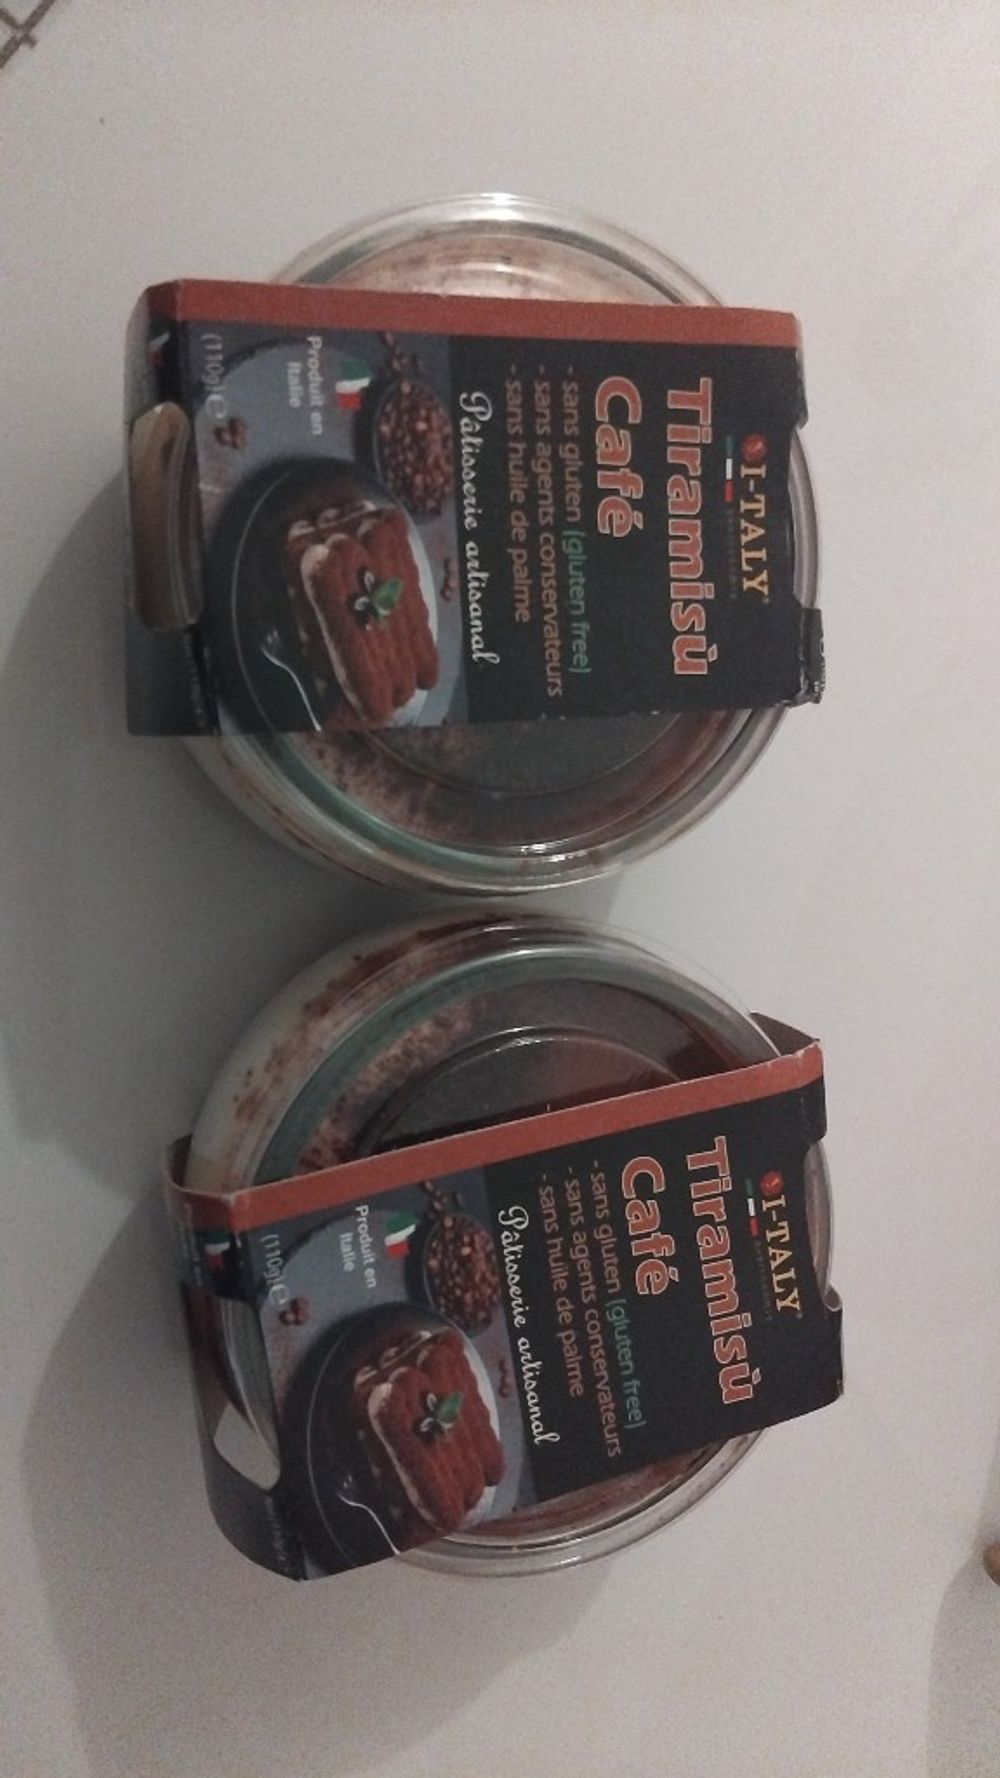 I-TALY
Tiramisù
Café
- sans gluten (gluten free)
- sans agents conservateurs
- sans huile de palme
Pâtisserie artisanal
Produit en
Italie
(110g)e
I-TALY
Tiramisù
Café
- sans gluten (gluten free)
- sans agents conservateurs
- sans huile de palme
Pâtisserie artisanal
Produit en
Italie
(110g)e